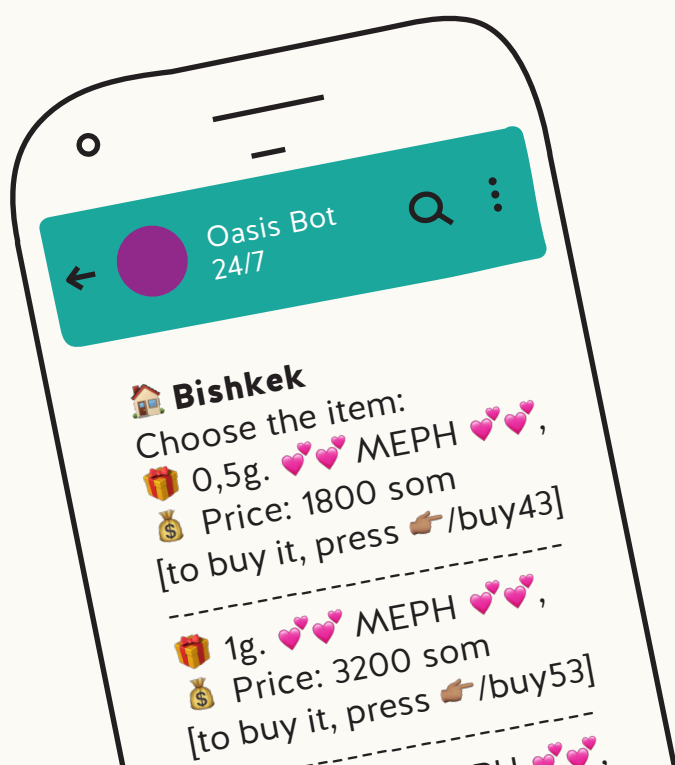 Oasis Bot
24/7
🏠 Bishkek
Choose the item:
🎁 0,5g. 💕💕 MEPH 💕💕,
💰 Price: 1800 som
[to buy it, press 👉🏽/buy43]
--------------------------------
🎁 1g. 💕💕 MEPH 💕💕,
💰 Price: 3200 som
[to buy it, press 👉🏽/buy53]
--------------------------------
PH 💕💕,